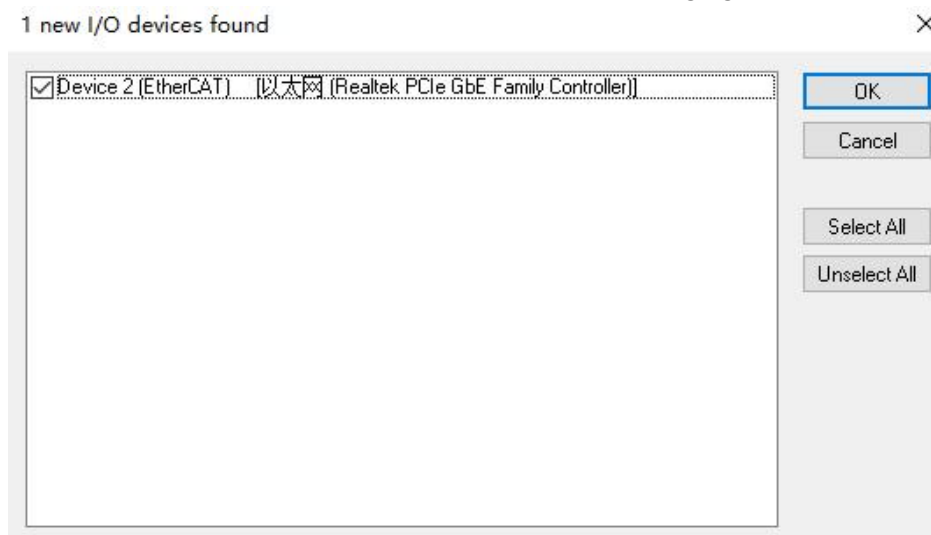 1 new I/O devices found
Device 2 (EtherCAT) [以太网 (Realtek PCIe GbE Family Controller)]
OK
Cancel
Select All
Unselect All